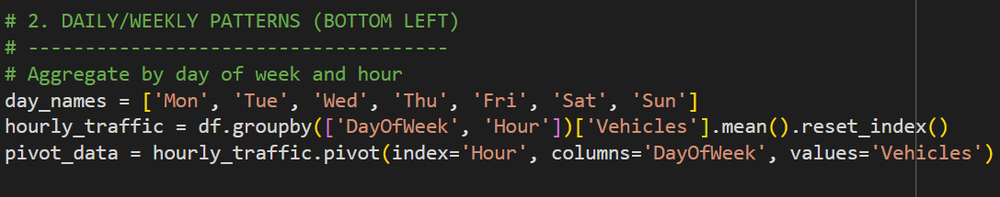 # 2. DAILY/WEEKLY PATTERNS (BOTTOM LEFT)
# -------------------------------------
# Aggregate by day of week and hour
day_names = ['Mon', 'Tue', 'Wed', 'Thu', 'Fri', 'Sat', 'Sun']
hourly_traffic = df.groupby(['DayOfWeek', 'Hour'])['Vehicles'].mean().reset_index()
pivot_data = hourly_traffic.pivot(index='Hour', columns='DayOfWeek', values='Vehicles')